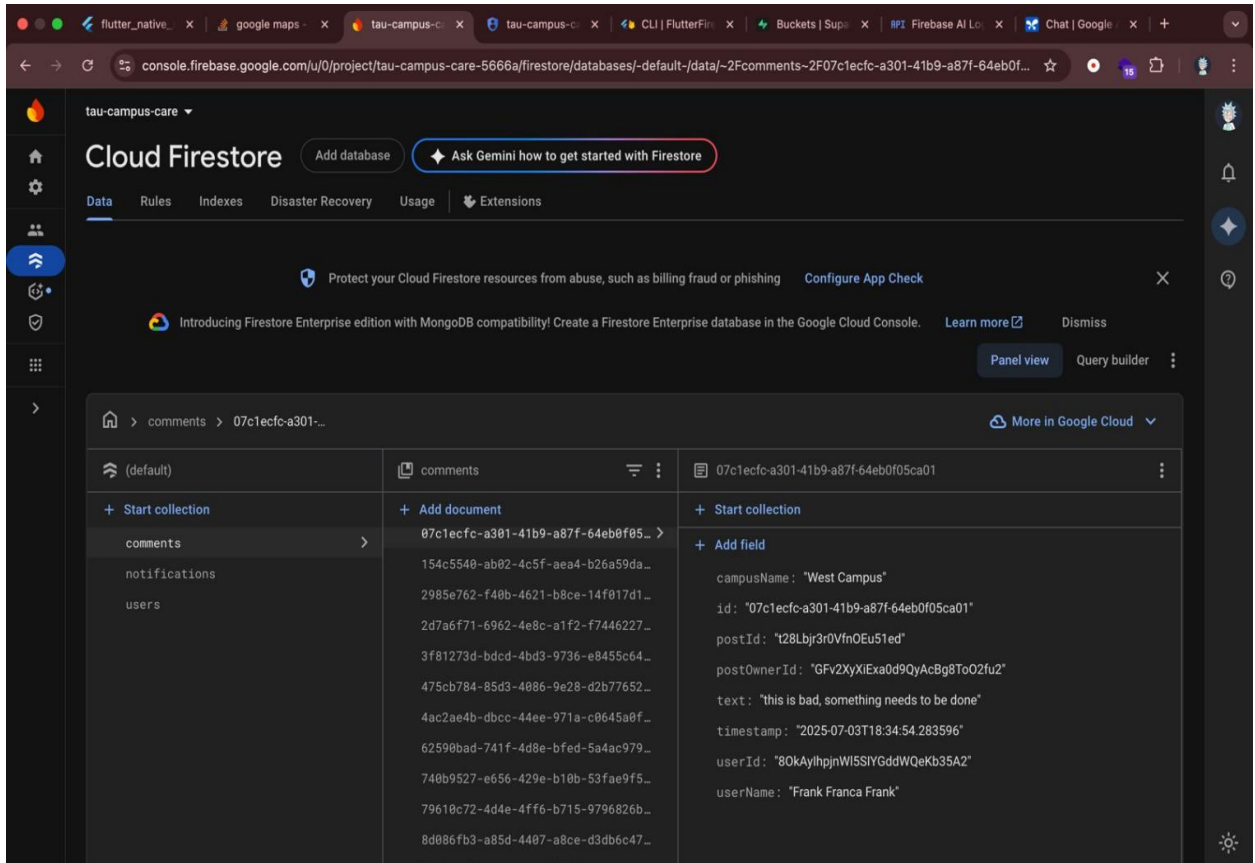 flutter_native_
google maps -
tau-campus-ca
tau-campus-ca
CLI | FlutterFire
Buckets | Supa
API Firebase AI Lo
Chat | Google
console.firebase.google.com/u/0/project/tau-campus-care-5666a/firestore/databases/-default-/data/~2Fcomments~2F07c1ecfc-a301-41b9-a87f-64eb0f...
15
tau-campus-care
Cloud Firestore
Add database
Ask Gemini how to get started with Firestore
Data Rules Indexes Disaster Recovery Usage Extensions
Protect your Cloud Firestore resources from abuse, such as billing fraud or phishing Configure App Check
Introducing Firestore Enterprise edition with MongoDB compatibility! Create a Firestore Enterprise database in the Google Cloud Console. Learn more Dismiss
Panel view Query builder
comments > 07c1ecfc-a301-...
More in Google Cloud
(default)
+ Start collection
comments
notifications
users
comments
+ Add document
07c1ecfc-a301-41b9-a87f-64eb0f05…
154c5540-ab02-4c5f-aea4-b26a59da…
2985e762-f40b-4621-b8ce-14f017d1…
2d7a6f71-6962-4e8c-a1f2-f7446227…
3f81273d-bdcd-4bd3-9736-e8455c64…
475cb784-85d3-4086-9e28-d2b77652…
4ac2ae4b-dbcc-44ee-971a-c0645a0f…
62590bad-741f-4d8e-bfed-5a4ac979…
740b9527-e656-429e-b10b-53fae9f5…
79610c72-4d4e-4ff6-b715-9796826b…
8d086fb3-a85d-4407-a8ce-d3db6c47…
07c1ecfc-a301-41b9-a87f-64eb0f05ca01
+ Start collection
+ Add field
campusName: "West Campus"
id: "07c1ecfc-a301-41b9-a87f-64eb0f05ca01"
postId: "t28Lbjr3r0VfnOEu51ed"
postOwnerId: "GFv2XyXiExa0d9QyAcBg8ToO2fu2"
text: "this is bad, something needs to be done"
timestamp: "2025-07-03T18:34:54.283596"
userId: "8OkAylhpjnWl5SlYGddWQeKb35A2"
userName: "Frank Franca Frank"